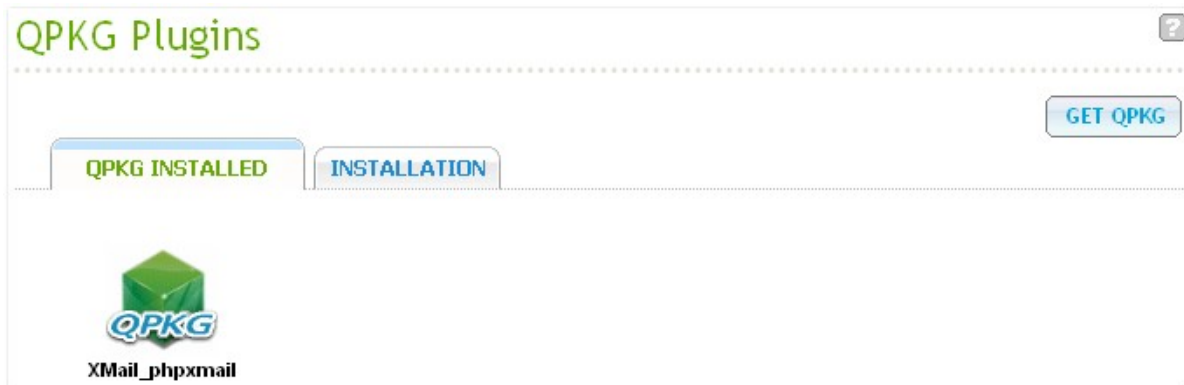 QPKG Plugins
?
GET QPKG
QPKG INSTALLED
INSTALLATION
QPKG
XMail_phpxmail